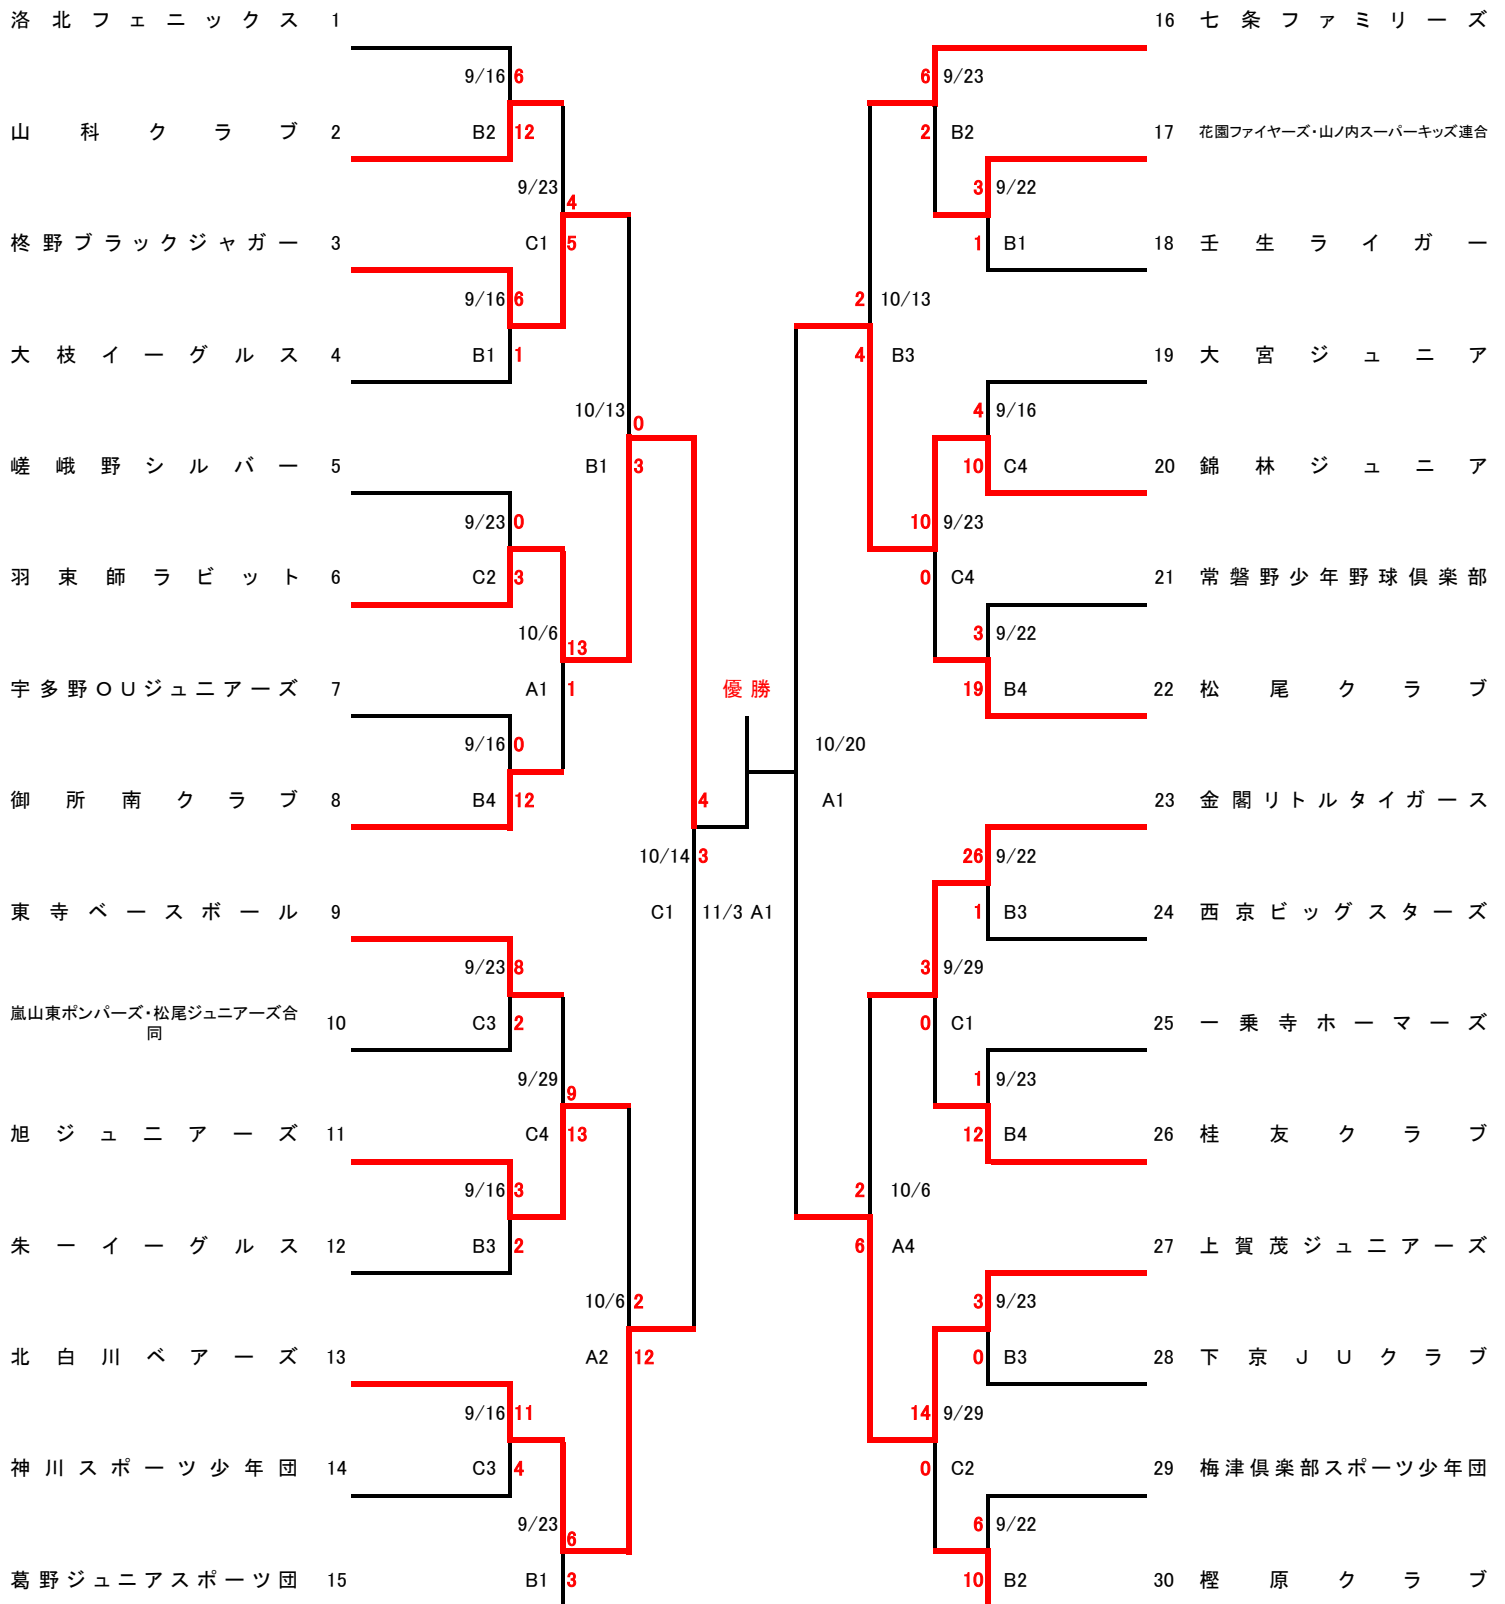 洛北フェニックス 1
9/16 6
山科クラブ 2
B2 12
9/23 4
柊野ブラックジャガー 3
C1 5
9/16 6
大枝イーグルス 4
B1 1
10/13 0
嵯峨野シルバー 5
B1 3
9/23 0
羽束師ラビット 6
C2 3
10/6 13
宇多野OUジュニアーズ 7
A1 1
9/16 0
御所南クラブ 8
B4 12
4
10/14 3
東寺ベースボール 9
C1
9/23 8
嵐山東ポンパーズ・松尾ジュニアーズ合
同
10
C3 2
9/29 9
旭ジュニアーズ 11
C4 13
9/16 3
朱一イーグルス 12
B3 2
10/6 2
北白川ベアーズ 13
A2 12
9/16 11
神川スポーツ少年団 14
C3 4
9/23 6
葛野ジュニアスポーツ団 15
B1 3
優勝
11/3 A1
16 七条ファミリーズ
6 9/23
2 B2
17 花園ファイヤーズ・山ノ内スーパーキッズ連合
3 9/22
1 B1
18 壬生ライガー
2 10/13
4 B3
19 大宮ジュニア
4 9/16
10 C4
20 錦林ジュニア
10 9/23
0 C4
21 常磐野少年野球倶楽部
3 9/22
19 B4
22 松尾クラブ
10/20
A1
23 金閣リトルタイガース
26 9/22
1 B3
24 西京ビッグスターズ
3 9/29
0 C1
25 一乗寺ホーマーズ
1 9/23
12 B4
26 桂友クラブ
2 10/6
6 A4
27 上賀茂ジュニアーズ
3 9/23
0 B3
28 下京JUクラブ
14 9/29
0 C2
29 梅津倶楽部スポーツ少年団
6 9/22
10 B2
30 樫原クラブ